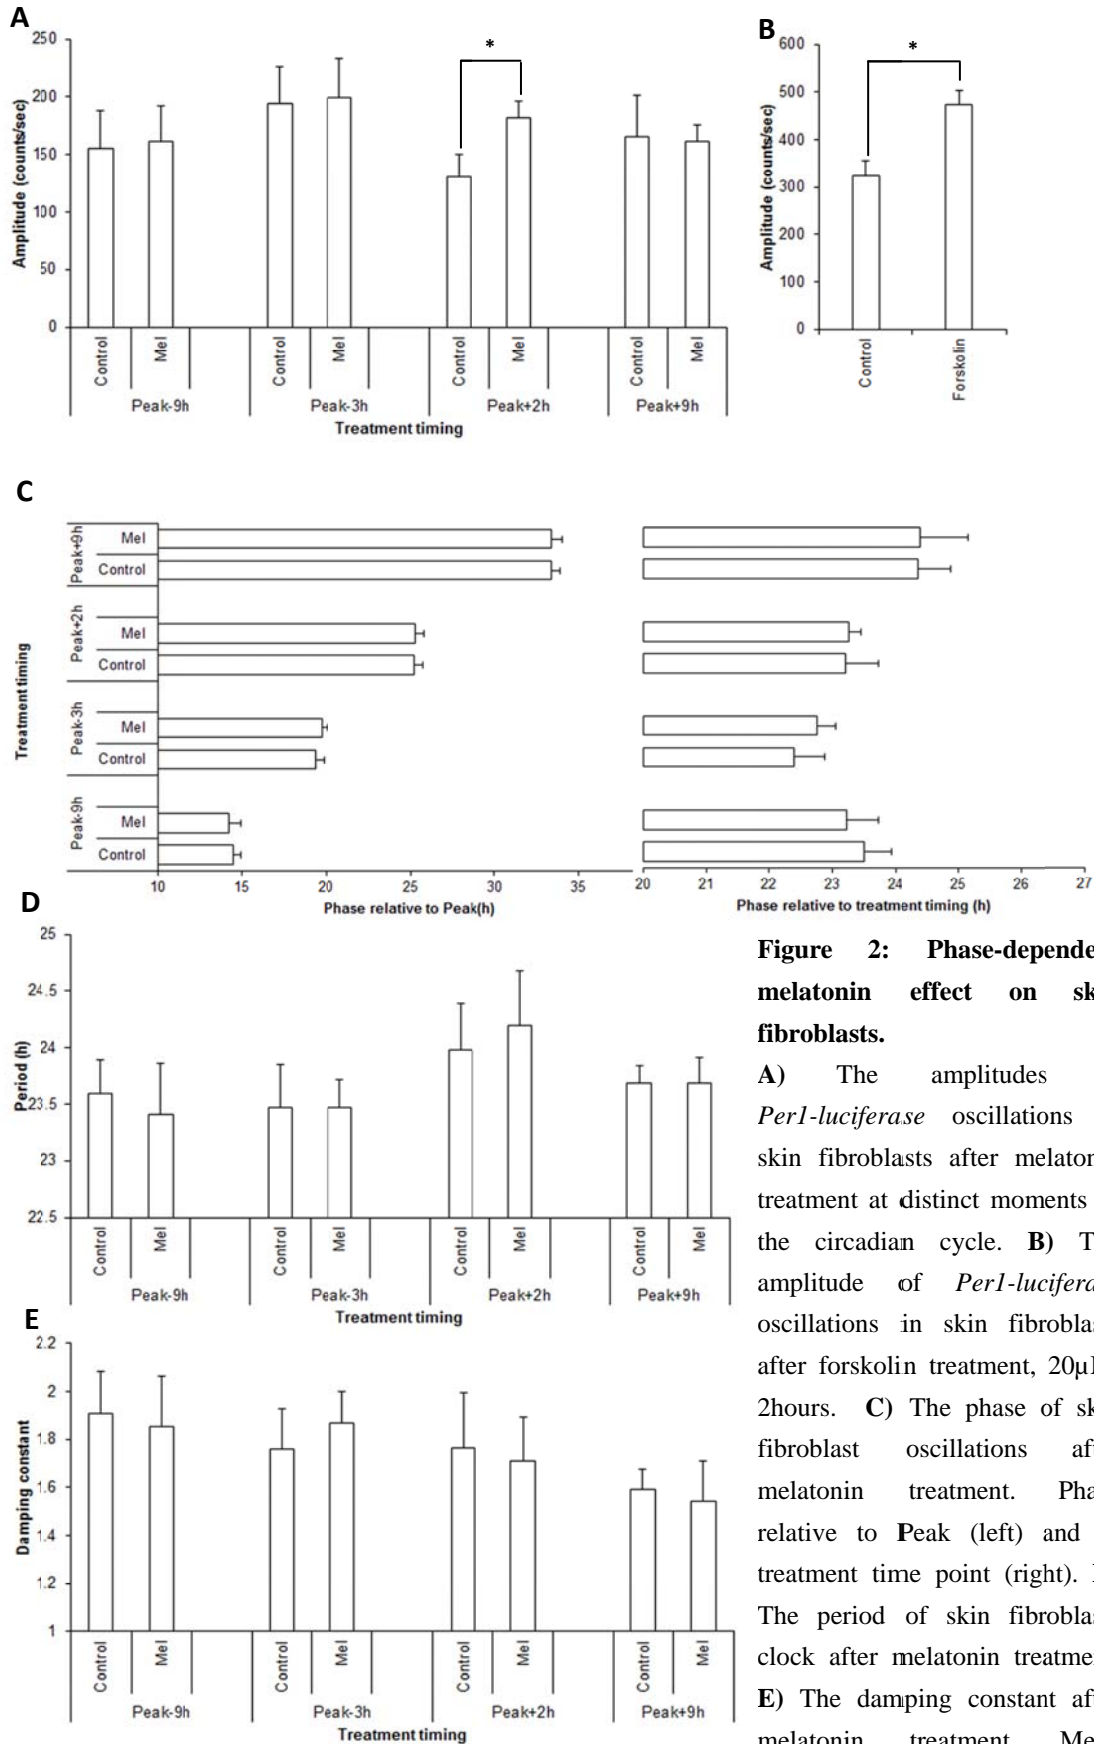 A
250
200
150
100
50
0
Amplitude (counts/sec)
*
Control
Mel
Control
Mel
Control
Mel
Control
Mel
Peak-9h
Peak-3h
Peak+2h
Peak+9h
Treatment timing
B
600
500
400
300
200
100
0
Amplitude (counts/sec)
*
Control
Forskolin
C
Treatment timing
Peak+9h
Mel
Control
Peak+2h
Mel
Control
Peak-3h
Mel
Control
Peak-9h
Mel
Control
10 15 20 25 30 35
Phase relative to Peak(h)
20 21 22 23 24 25 26 27
Phase relative to treatment timing (h)
D
25
24.5
24
23.5
23
22.5
Period (h)
Control
Mel
Control
Mel
Control
Mel
Control
Mel
Peak-9h
Peak-3h
Peak+2h
Peak+9h
Treatment timing
E
2.2
2
1.8
1.6
1.4
1.2
1
Damping constant
Control
Mel
Control
Mel
Control
Mel
Control
Mel
Peak-9h
Peak-3h
Peak+2h
Peak+9h
Treatment timing
Figure 2: Phase-depende
melatonin effect on sk
fibroblasts.
A) The amplitudes
Per1-luciferase oscillations
skin fibroblasts after melaton
treatment at distinct moments
the circadian cycle. B) T
amplitude of Per1-lucifera
oscillations in skin fibroblas
after forskolin treatment, 20µ
2hours. C) The phase of sk
fibroblast oscillations aft
melatonin treatment. Pha
relative to Peak (left) and
treatment time point (right).
The period of skin fibroblas
clock after melatonin treatmen
E) The damping constant aft
melatonin treatment. Me